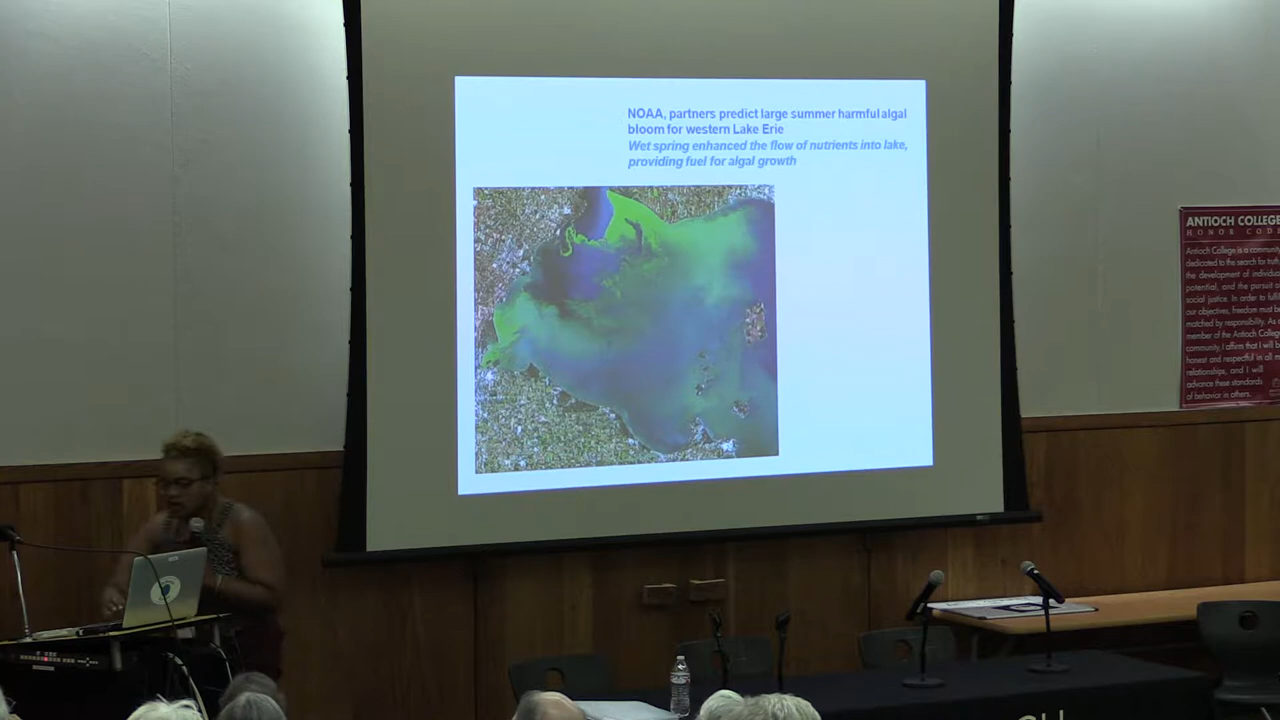 NOAA, partners predict large summer harmful algal
bloom for western Lake Erie
Wet spring enhanced the flow of nutrients into lake,
providing fuel for algal growth
ANTIOCH COLLEGE
HONOR CODE
Antioch College is a community
dedicated to the search for truth,
the development of individual
potential, and the pursuit of
social justice. In order to fulfill
our objectives, freedom must be
matched by responsibility. As a
member of the Antioch College
community, I affirm that I will be
honest and respectful in all my
relationships, and I will
advance these standards
of behavior in others.
CH